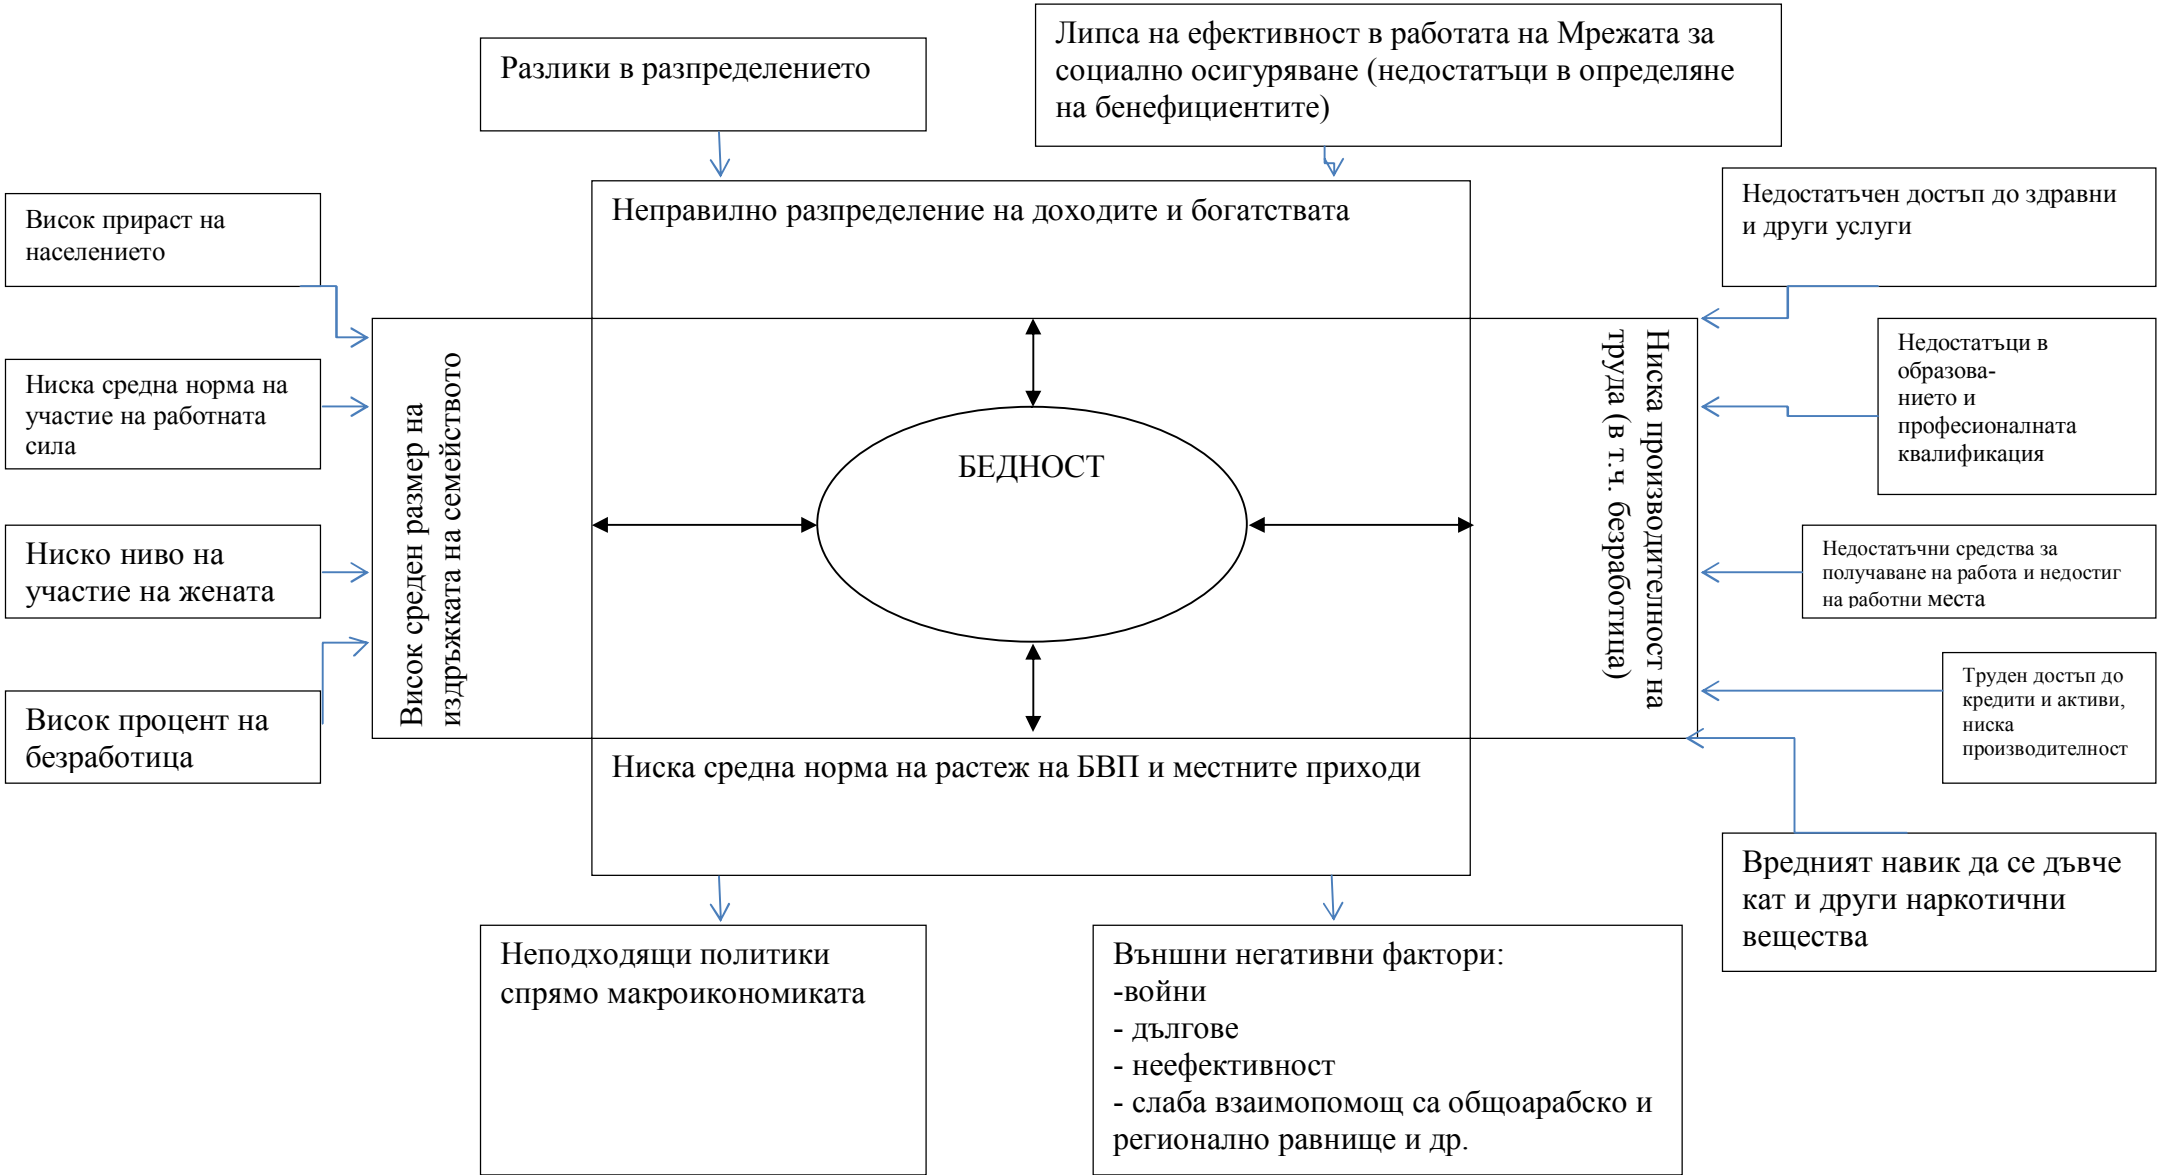 Разлики в разпределението
Липса на ефективност в работата на Мрежата за
социално осигуряване (недостатъци в определяне
на бенефициентите)
Неправилно разпределение на доходите и богатствата
Висок прираст на
населението
Ниска средна норма на
участие на работната
сила
Ниско ниво на
участие на жената
Висок процент на
безработица
Висок среден размер на
издръжката на семейството
БЕДНОСТ
Ниска производителност на
труда (в т.ч. безработица)
Недостатъчен достъп до здравни
и други услуги
Недостатъци в
образова-
нието и
професионалната
квалификация
Недостатъчни средства за
получаване на работа и недостиг
на работни места
Труден достъп до
кредити и активи,
ниска
производителност
Вредният навик да се дъвче
кат и други наркотични
вещества
Ниска средна норма на растеж на БВП и местните приходи
Неподходящи политики
спрямо макроикономиката
Външни негативни фактори:
-войни
- дългове
- неефективност
- слаба взаимопомощ са общоарабско и
регионално равнище и др.